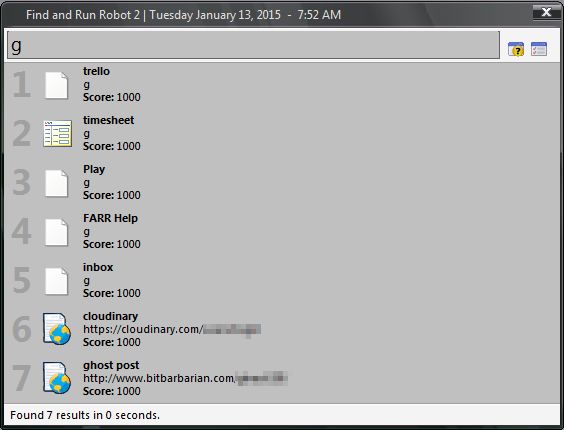 Find and Run Robot 2 | Tuesday January 13, 2015 - 7:52 AM
g
1
trello
g
Score: 1000
2
timesheet
g
Score: 1000
3
Play
g
Score: 1000
4
FARR Help
g
Score: 1000
5
inbox
g
Score: 1000
6
cloudinary
https://cloudinary.com/
Score: 1000
7
ghost post
http://www.bitbarbarian.com/
Score: 1000
Found 7 results in 0 seconds.